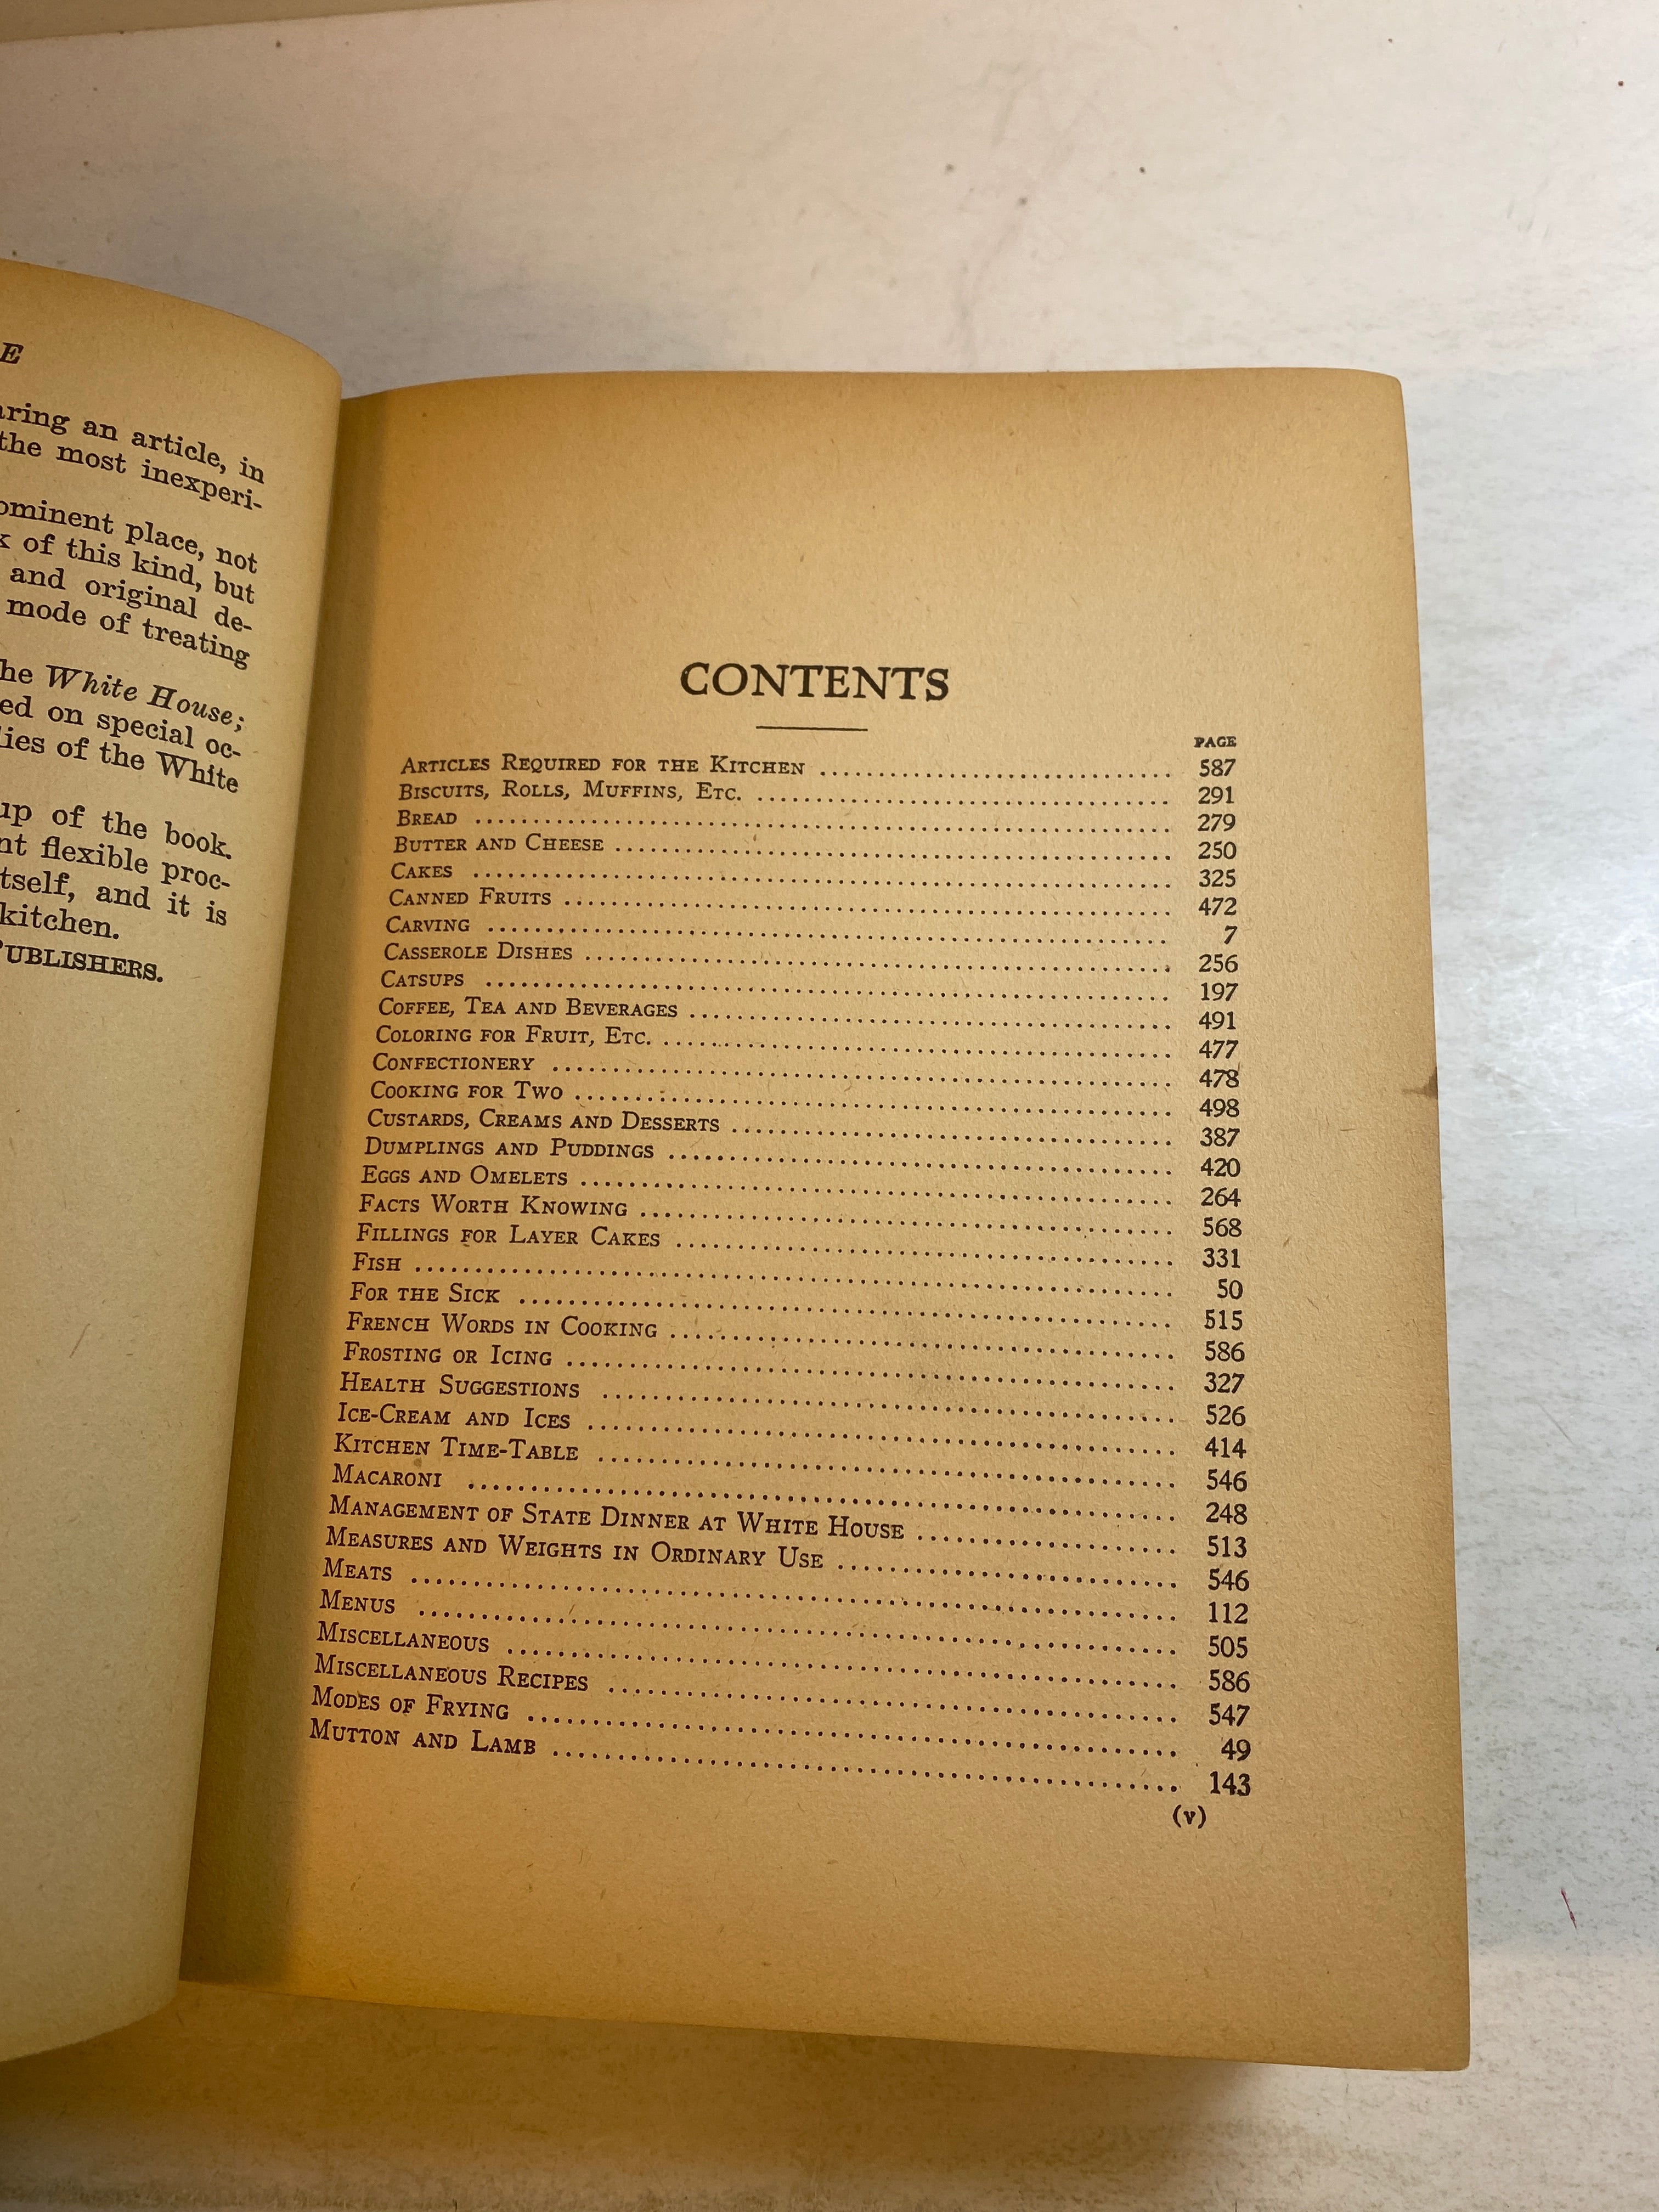 E
aring an article, in
the most inexperi-
ominent place, not
of this kind, but
and original de-
mode of treating
he White House;
ed on special oc-
lies of the White
up of the book.
nt flexible proc-
tself, and it is
kitchen.
PUBLISHERS.
CONTENTS
PAGE
ARTICLES REQUIRED FOR THE KITCHEN 587
BISCUITS, ROLLS, MUFFINS, ETC. 291
BREAD 279
BUTTER AND CHEESE 250
CAKES 325
CANNED FRUITS 472
CARVING 7
CASSEROLE DISHES 256
CATSUPS 197
COFFEE, TEA AND BEVERAGES 491
COLORING FOR FRUIT, ETC. 477
CONFECTIONERY 478
COOKING FOR TWO 498
CUSTARDS, CREAMS AND DESSERTS 387
DUMPLINGS AND PUDDINGS 420
EGGS AND OMELETS 264
FACTS WORTH KNOWING 568
FILLINGS FOR LAYER CAKES 331
FISH 50
FOR THE SICK 515
FRENCH WORDS IN COOKING 586
FROSTING OR ICING 327
HEALTH SUGGESTIONS 526
ICE-CREAM AND ICES 414
KITCHEN TIME-TABLE 546
MACARONI 248
MANAGEMENT OF STATE DINNER AT WHITE HOUSE 513
MEASURES AND WEIGHTS IN ORDINARY USE 546
MEATS 112
MENUS 505
MISCELLANEOUS 586
MISCELLANEOUS RECIPES 547
MODES OF FRYING 49
MUTTON AND LAMB 143
(v)